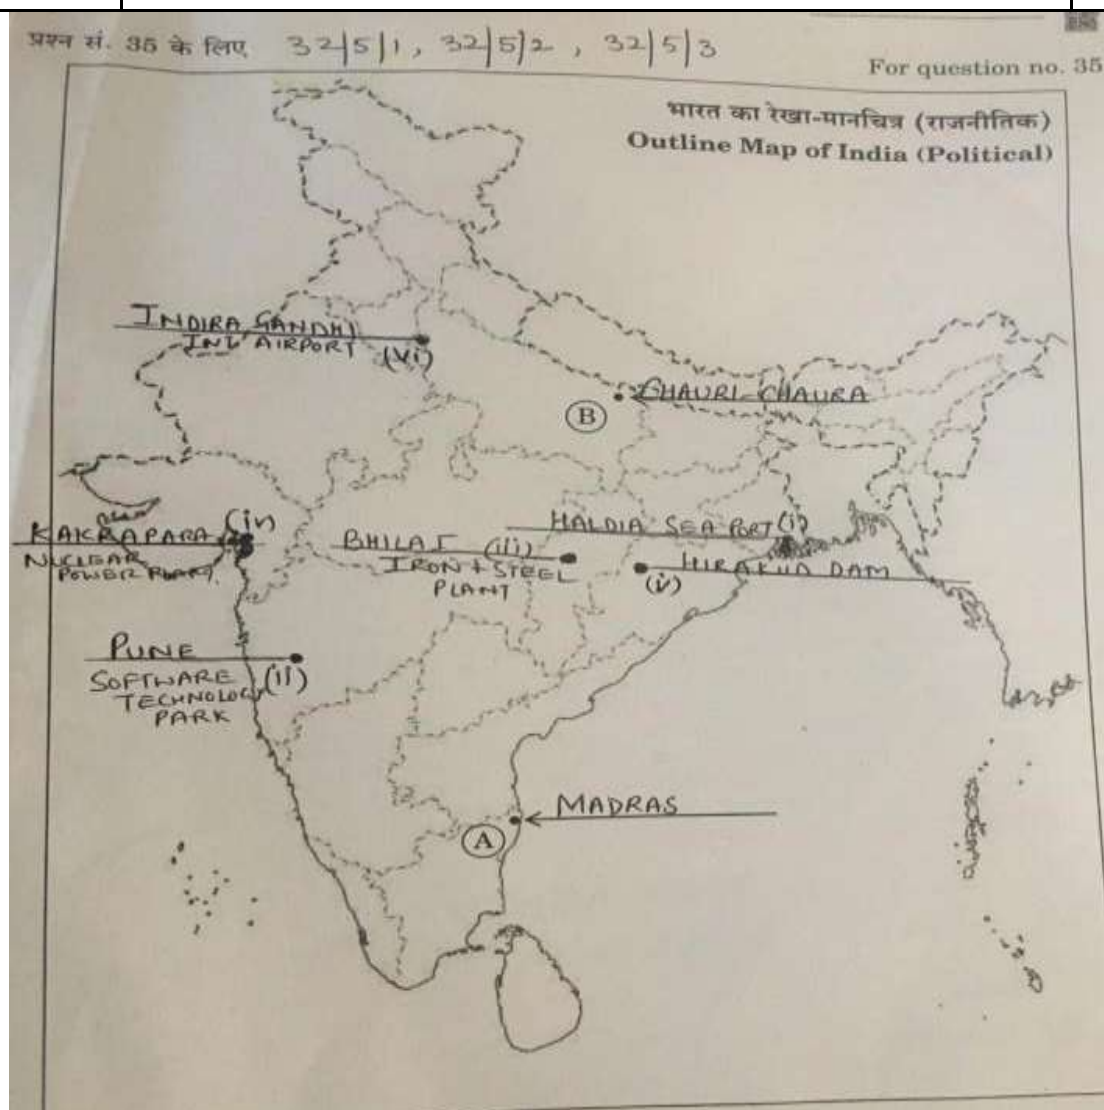 प्रश्न सं. 35 के लिए 32|5|1, 32|5|2, 32|5|3
For question no. 35
भारत का रेखा-मानचित्र (राजनीतिक)
Outline Map of India (Political)
INDIRA GANDHI
INT' AIRPORT (vi)
CHAURI-CHAURA
B
KAKRAPARA (iv)
NUCLEAR
POWER PLANT
HALDIA SEA PORT (i)
BHILAI (iii)
IRON + STEEL
PLANT
HIRAKUD DAM
(v)
PUNE
SOFTWARE (ii)
TECHNOLOGY
PARK
MADRAS
A